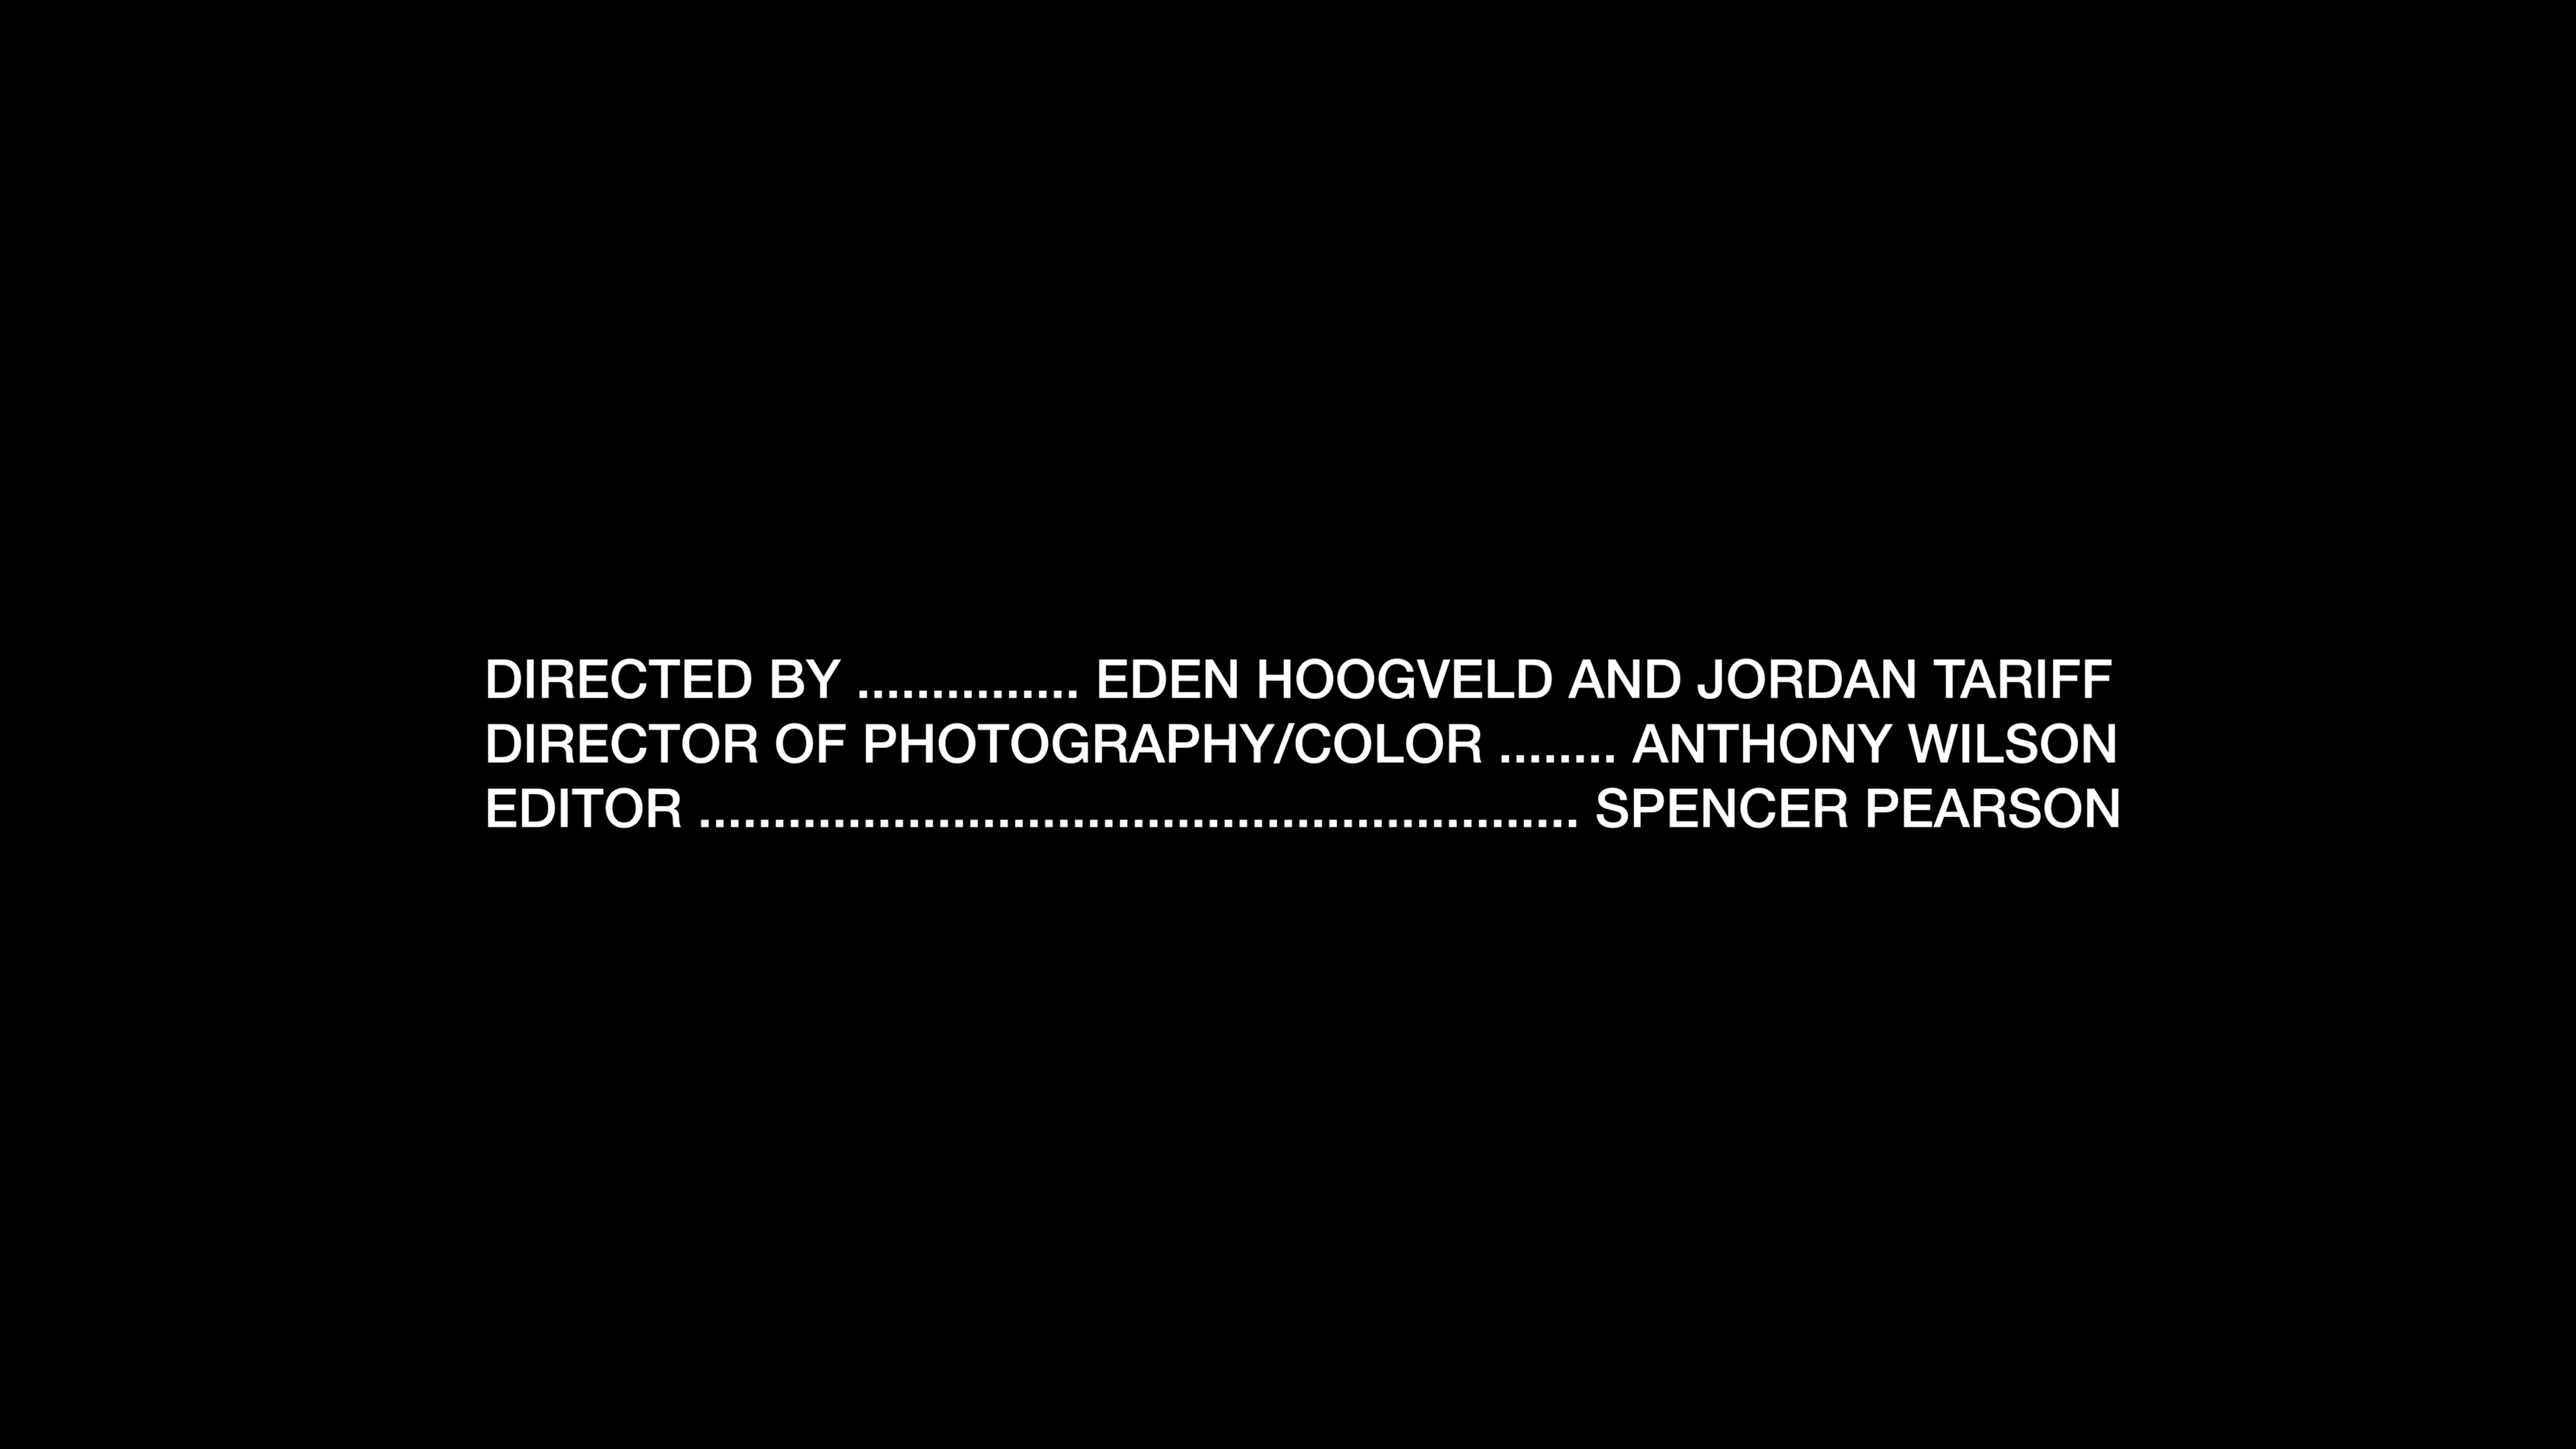 DIRECTED BY ............... EDEN HOOGVELD AND JORDAN TARIFF
DIRECTOR OF PHOTOGRAPHY/COLOR ........ ANTHONY WILSON
EDITOR ........................................................... SPENCER PEARSON